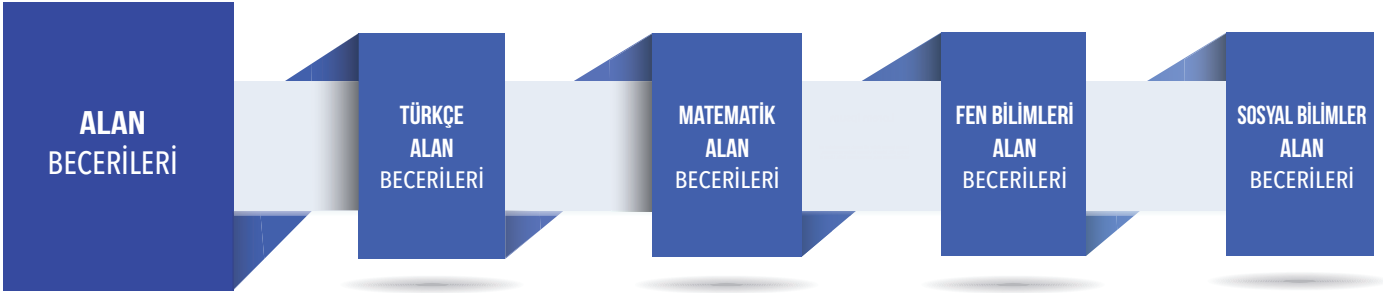 ALAN
BECERİLERİ
TÜRKÇE
ALAN
BECERİLERİ
MATEMATİK
ALAN
BECERİLERİ
FEN BİLİMLERİ
ALAN
BECERİLERİ
SOSYAL BİLİMLER
ALAN
BECERİLERİ